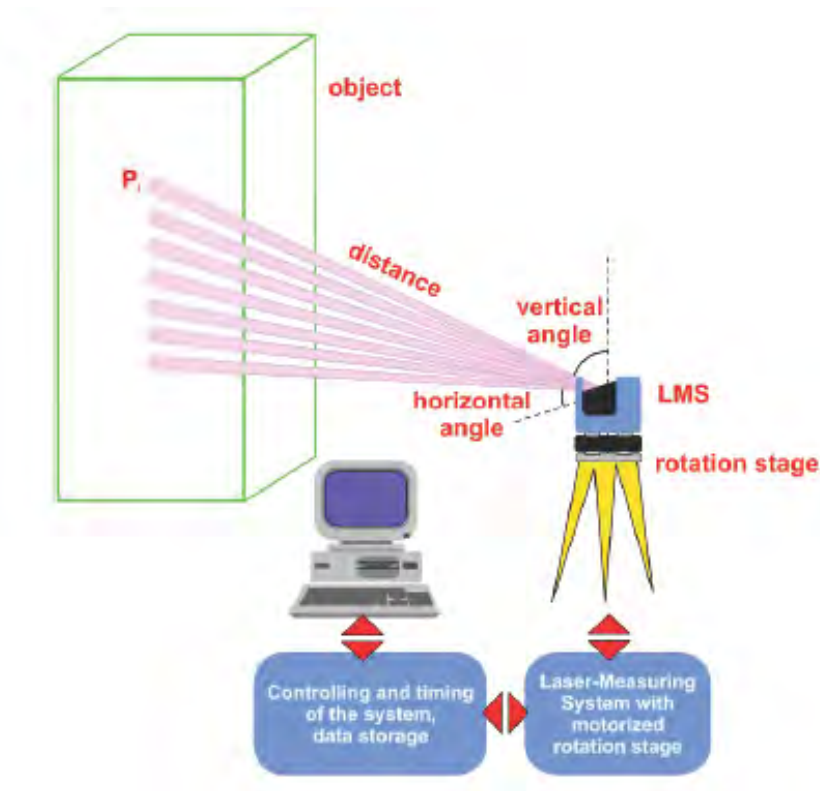 object
Pi
distance
vertical
angle
horizontal
angle
LMS
rotation stage
Controlling and timing
of the system,
data storage
Laser-Measuring
System with
motorized
rotation stage